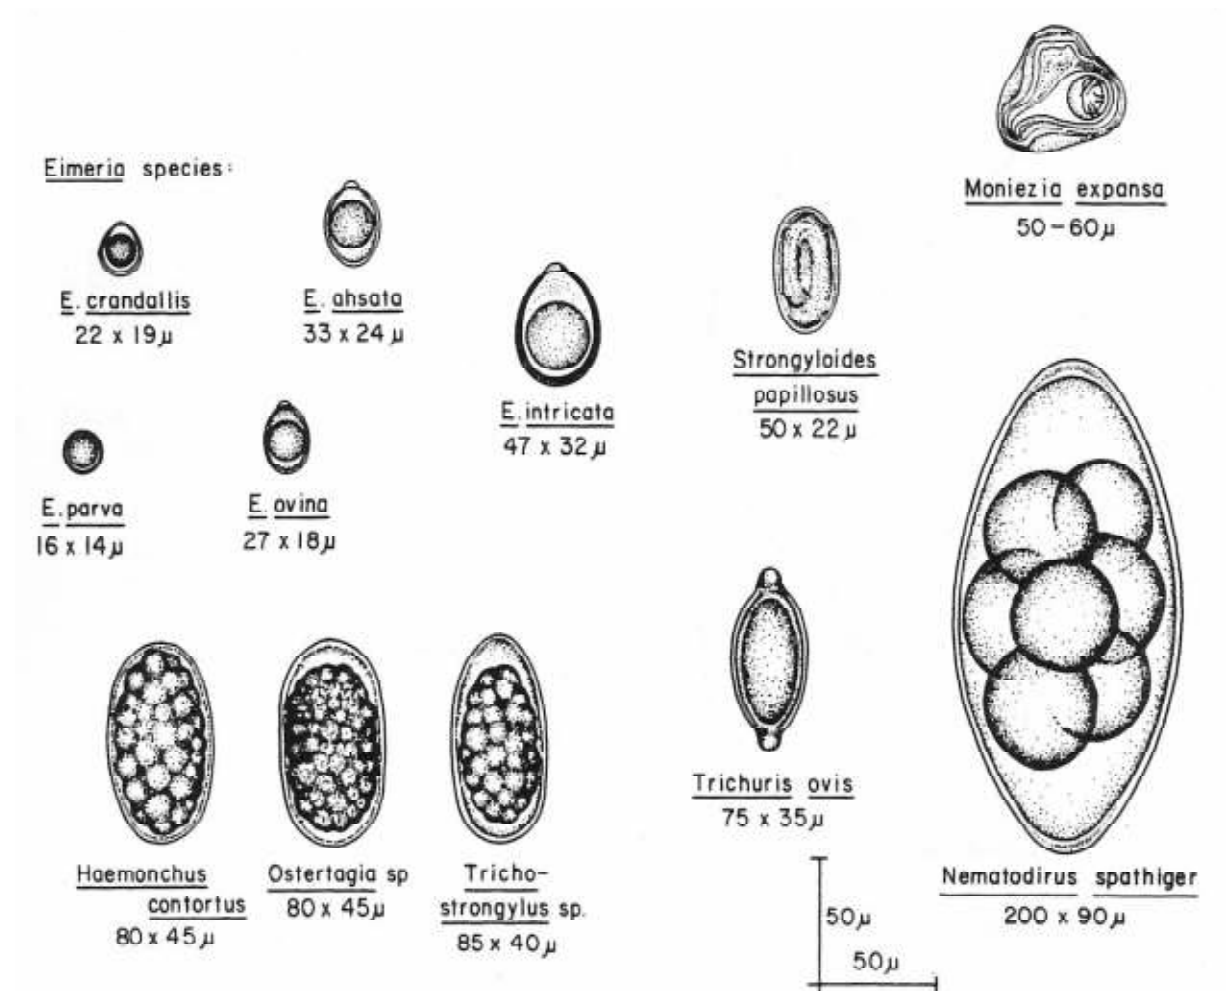 Moniezia expansa
50-60μ
Eimeria species:
E. crandallis
22 x 19μ
E. ahsata
33 x 24 μ
E. intricata
47 x 32μ
Strongyloides
papillosus
50 x 22 μ
E. parva
16 x 14μ
E. ovina
27 x 18μ
Trichuris ovis
75 x 35μ
Haemonchus
contortus
80 x 45μ
Ostertagia sp
80 x 45μ
Tricho-
strongylus sp.
85 x 40μ
Nematodirus spathiger
200 x 90μ
50μ
50μ